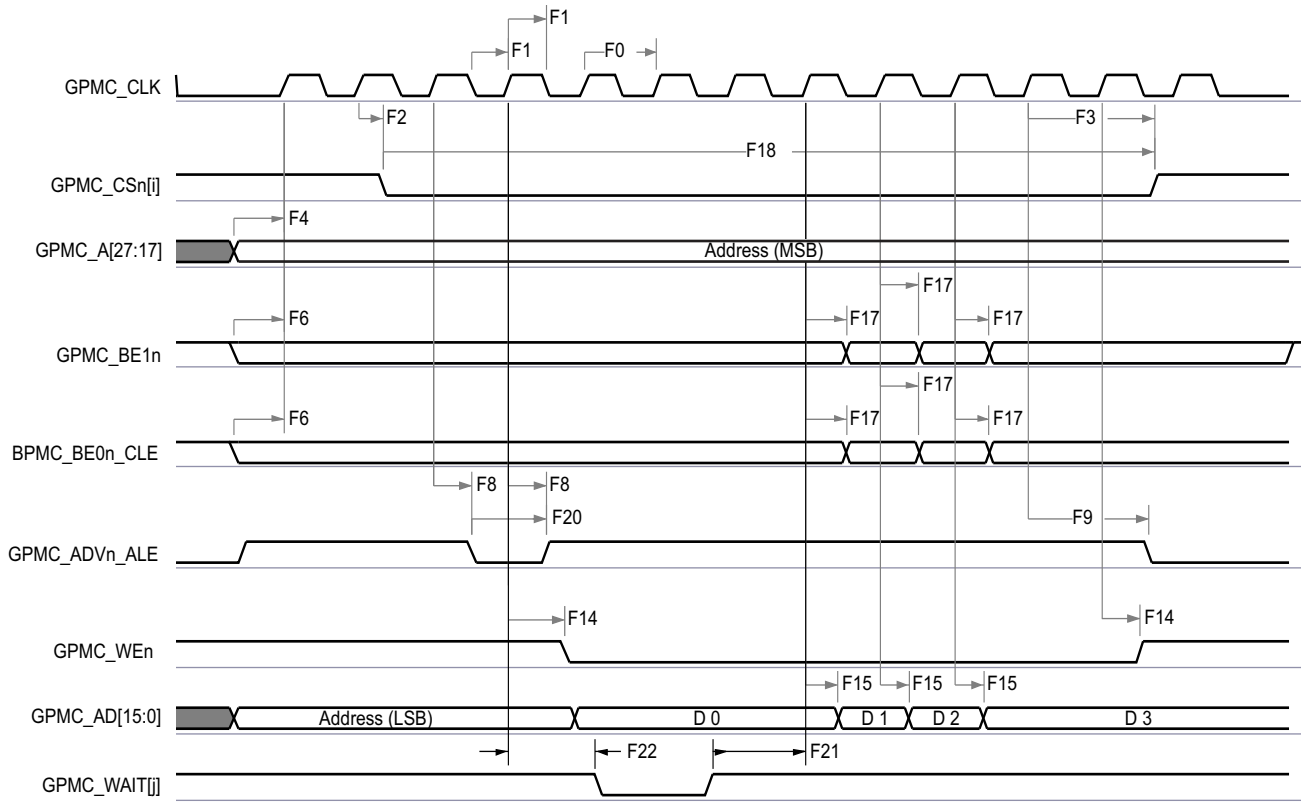 F1
F1 F0
GPMC_CLK
F2 F3
F18
GPMC_CSn[i]
F4
GPMC_A[27:17] Address (MSB)
F17
F6 F17 F17
GPMC_BE1n
F17
F6 F17 F17
BPMC_BE0n_CLE
F8 F8
F20 F9
GPMC_ADVn_ALE
F14 F14
GPMC_WEn
F15 F15 F15
GPMC_AD[15:0] Address (LSB) D 0 D 1 D 2 D 3
F22 F21
GPMC_WAIT[j]